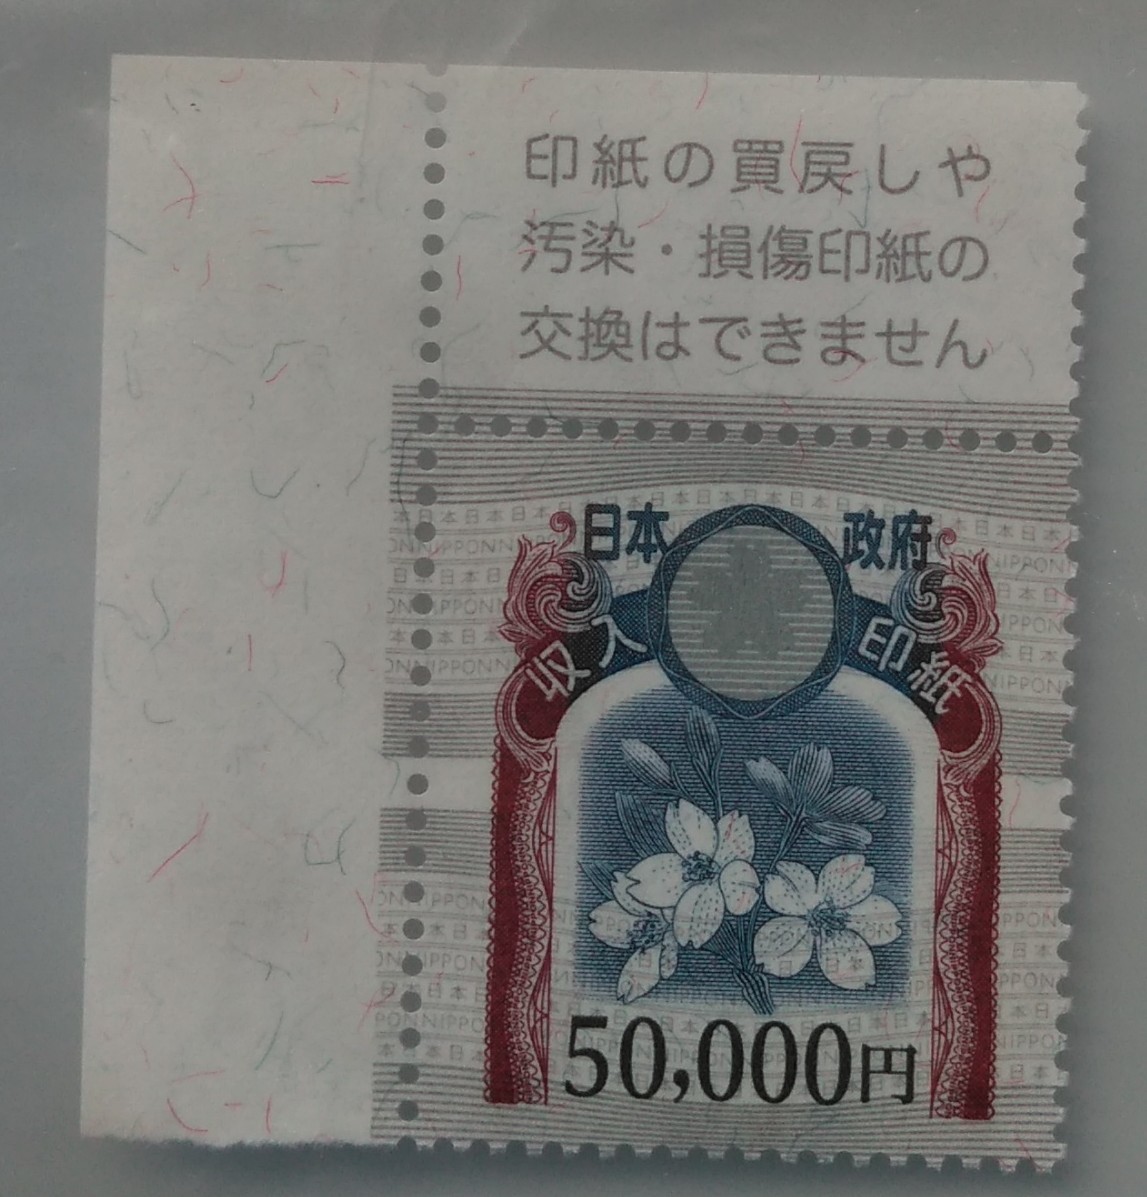 印紙の買戻しや
汚染・損傷印紙の
交換はできません
日本 政府
収入印紙
50,000円